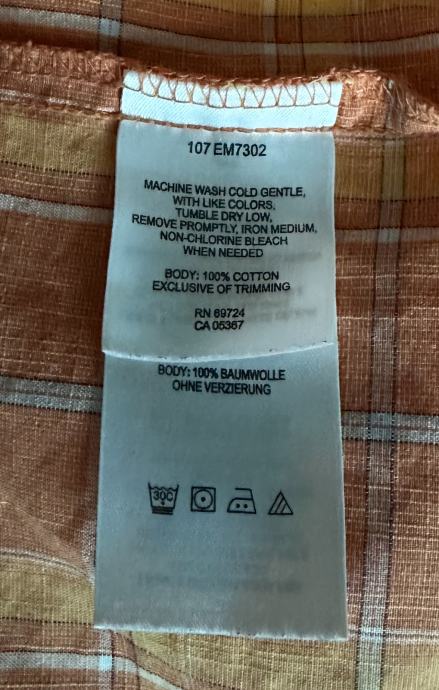 107 EM7302
MACHINE WASH COLD GENTLE,
WITH LIKE COLORS,
TUMBLE DRY LOW,
REMOVE PROMPTLY, IRON MEDIUM,
NON-CHLORINE BLEACH
WHEN NEEDED
BODY: 100% COTTON
EXCLUSIVE OF TRIMMING
RN 69724
CA 05367
BODY: 100% BAUMWOLLE
OHNE VERZIERUNG
30C